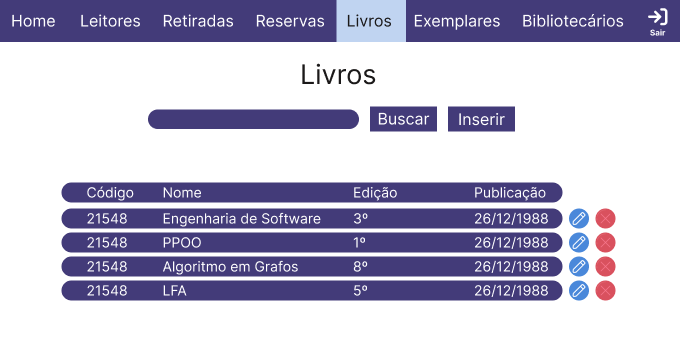 Home Leitores Retiradas Reservas Livros Exemplares Bibliotecários Sair
Livros
Buscar Inserir
Código Nome Edição Publicação
21548 Engenharia de Software 3º 26/12/1988
21548 PPOO 1º 26/12/1988
21548 Algoritmo em Grafos 8º 26/12/1988
21548 LFA 5º 26/12/1988